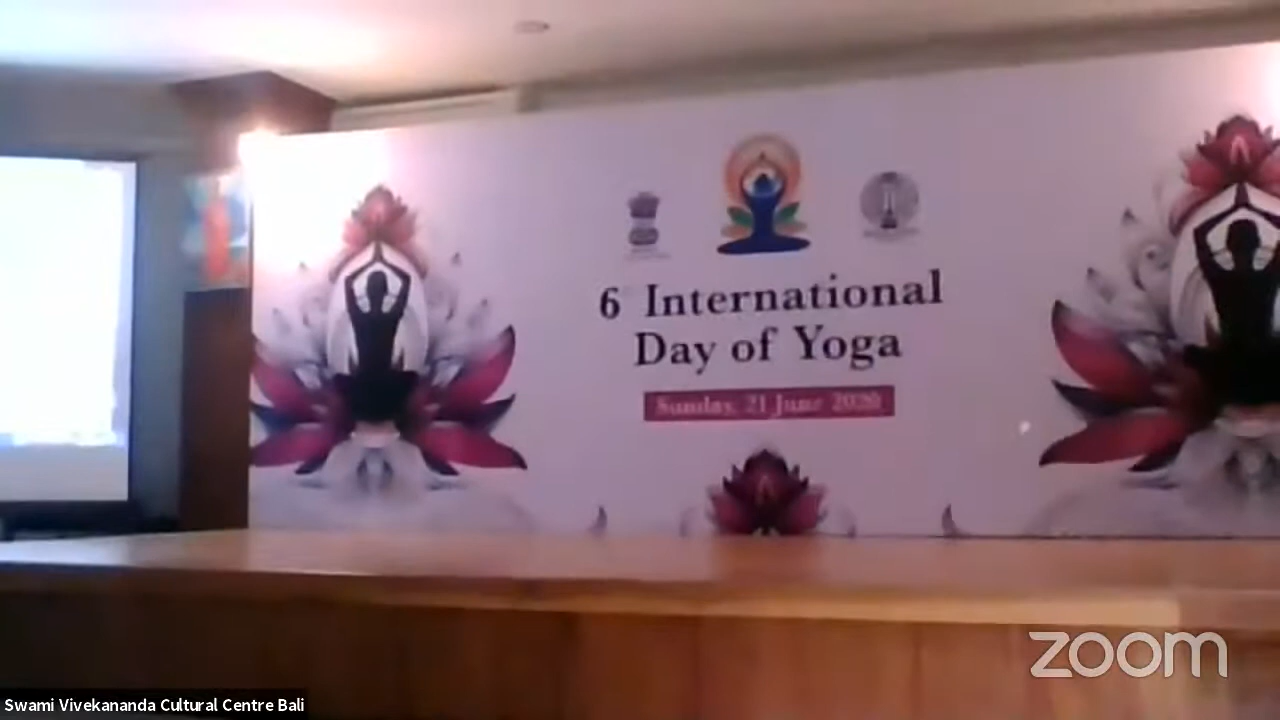 6 International
Day of Yoga
Sunday, 21 June 2020
zoom
Swami Vivekananda Cultural Centre Bali